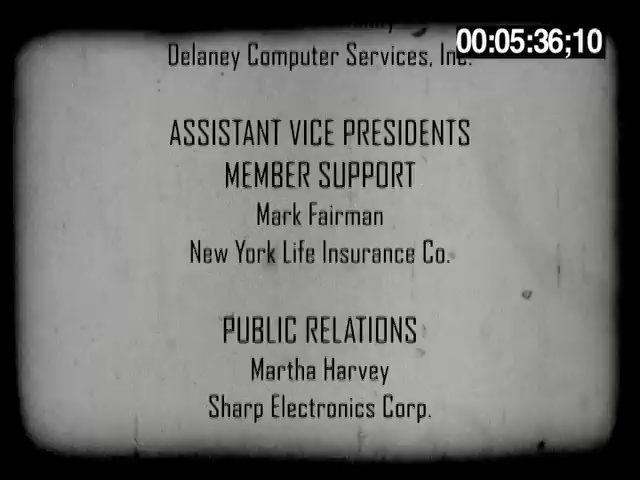 00:05:36;10
Delaney Computer Services, Inc.
ASSISTANT VICE PRESIDENTS
MEMBER SUPPORT
Mark Fairman
New York Life Insurance Co.
PUBLIC RELATIONS
Martha Harvey
Sharp Electronics Corp.